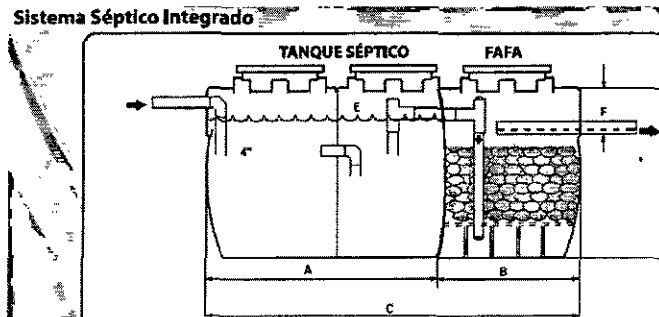 Sistema Séptico Integrado
TANQUE SÉPTICO FAFA
E
F
4"
A
B
C